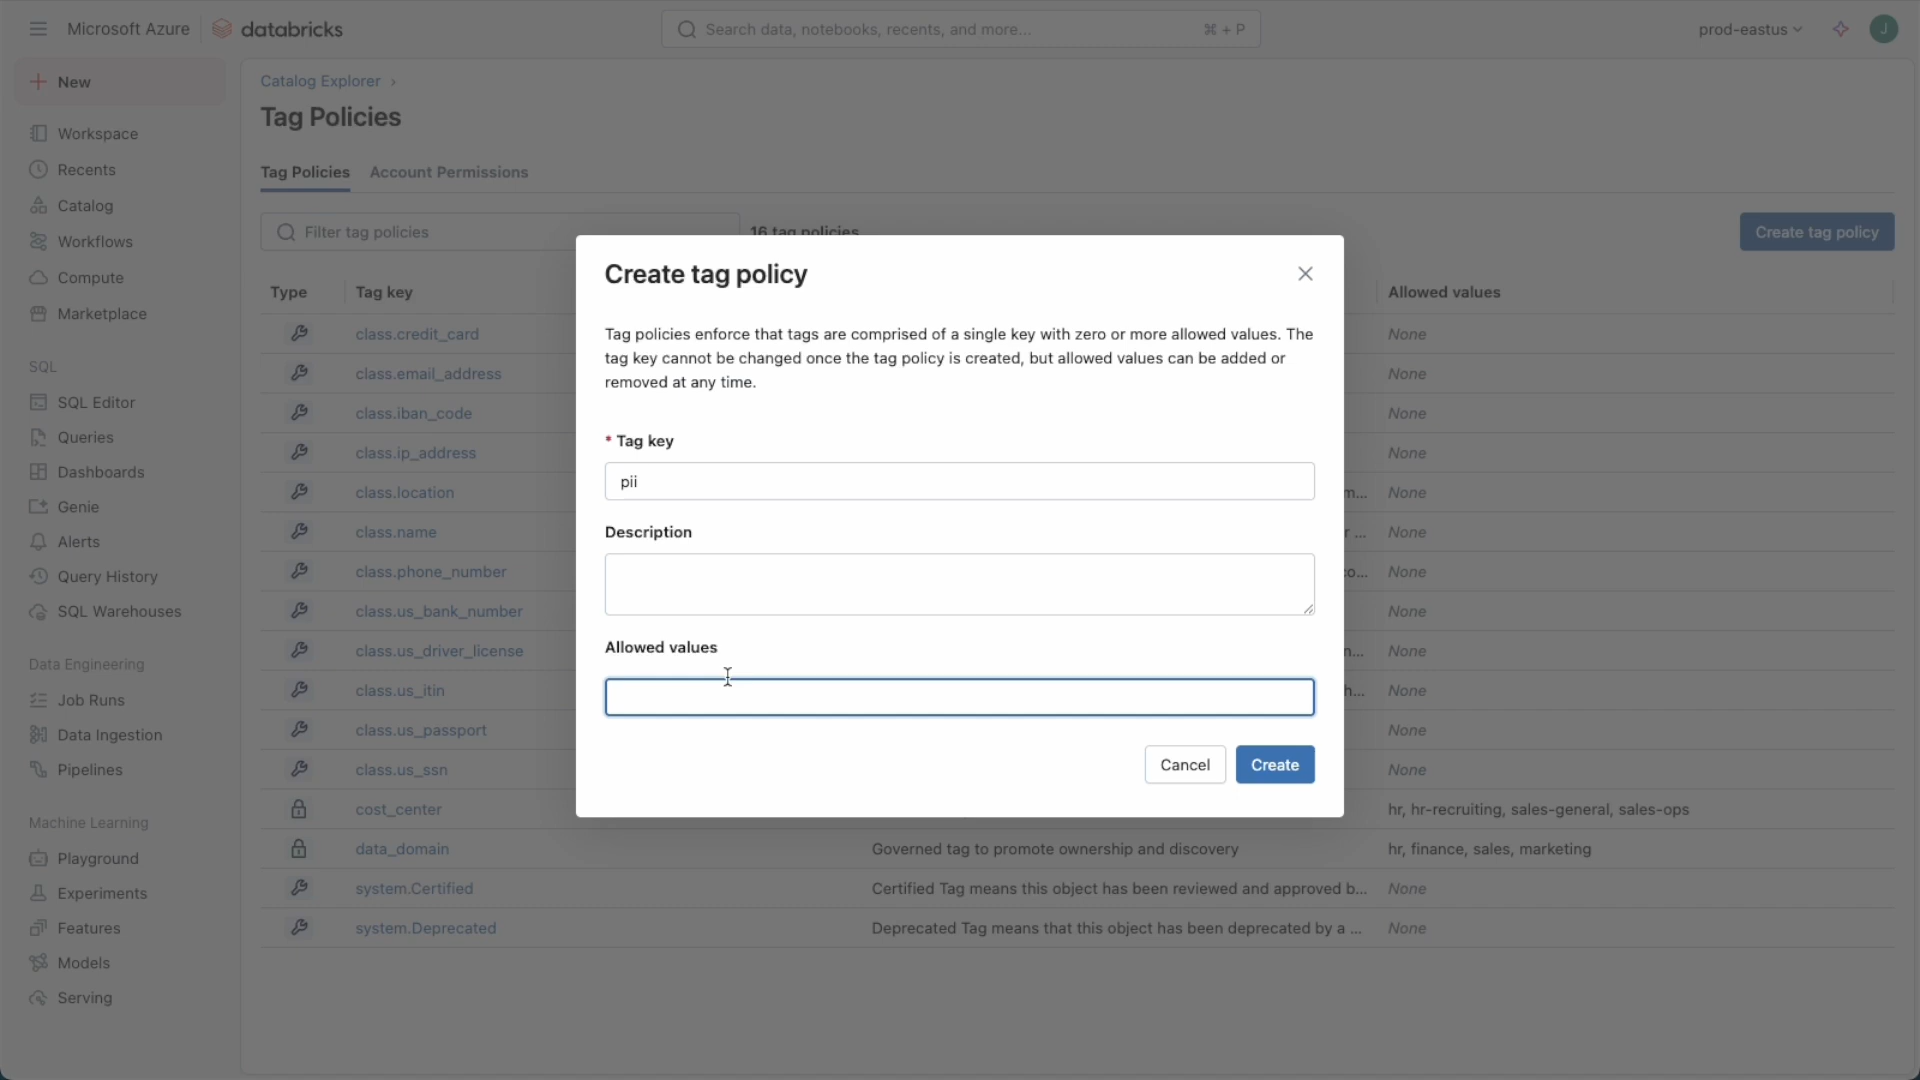 Microsoft Azure
databricks
Search data, notebooks, recents, and more...
⌘ + P
prod-eastus
J
New
Workspace
Recents
Catalog
Workflows
Compute
Marketplace
SQL
SQL Editor
Queries
Dashboards
Genie
Alerts
Query History
SQL Warehouses
Data Engineering
Job Runs
Data Ingestion
Pipelines
Machine Learning
Playground
Experiments
Features
Models
Serving
Catalog Explorer ›
Tag Policies
Tag Policies Account Permissions
Filter tag policies
16 tag policies
Create tag policy
Type Tag key Allowed values
class.credit_card None
class.email_address None
class.iban_code None
class.ip_address None
class.location m... None
class.name r ... None
class.phone_number co... None
class.us_bank_number None
class.us_driver_license n... None
class.us_itin h... None
class.us_passport None
class.us_ssn None
cost_center hr, hr-recruiting, sales-general, sales-ops
data_domain Governed tag to promote ownership and discovery hr, finance, sales, marketing
system.Certified Certified Tag means this object has been reviewed and approved b... None
system.Deprecated Deprecated Tag means that this object has been deprecated by a ... None
Create tag policy
Tag policies enforce that tags are comprised of a single key with zero or more allowed values. The
tag key cannot be changed once the tag policy is created, but allowed values can be added or
removed at any time.
* Tag key
pii
Description
Allowed values
Cancel
Create